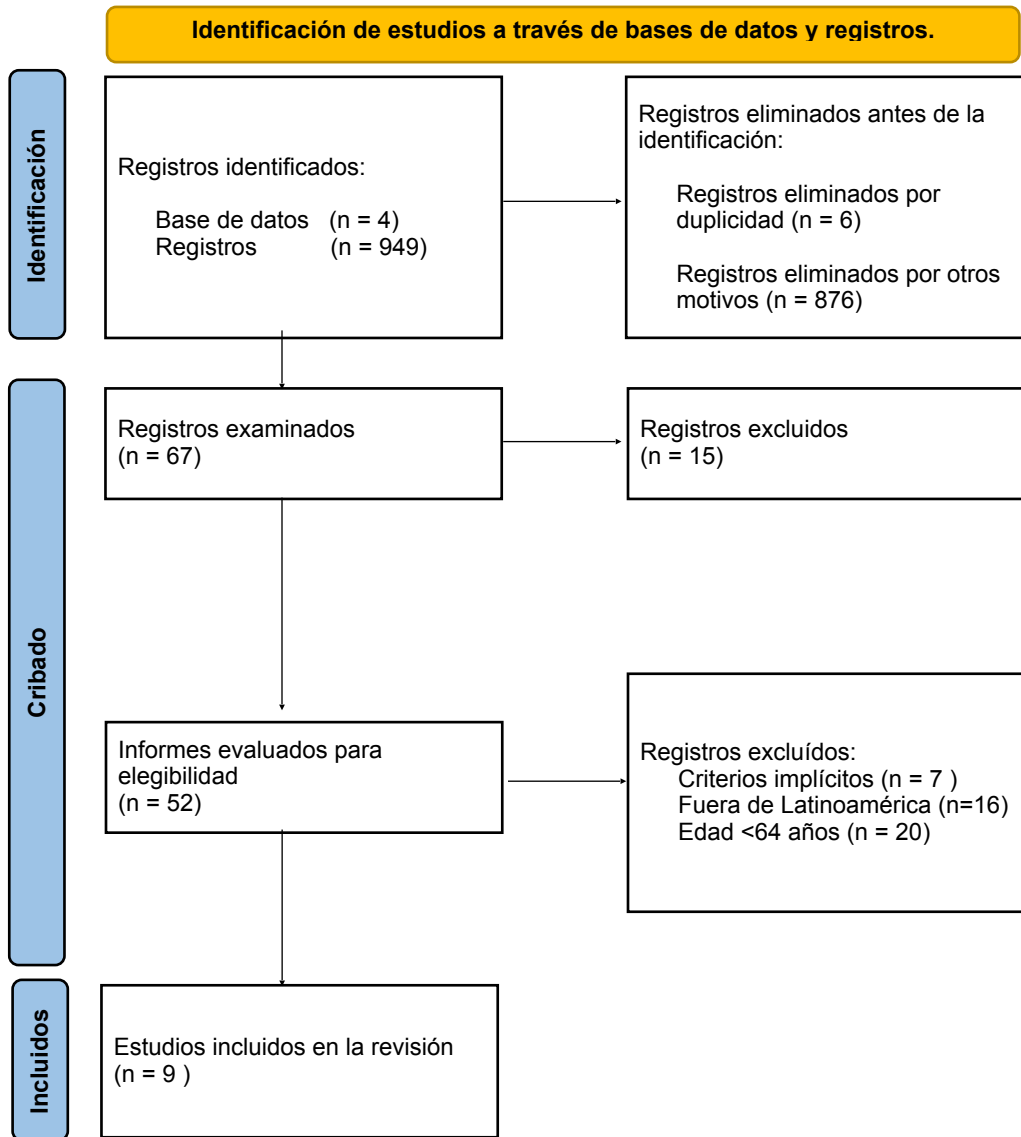 Identificación de estudios a través de bases de datos y registros.
Identificación
Registros identificados:
Base de datos (n = 4)
Registros (n = 949)
Registros eliminados antes de la
identificación:
Registros eliminados por
duplicidad (n = 6)
Registros eliminados por otros
motivos (n = 876)
Cribado
Registros examinados
(n = 67)
Registros excluidos
(n = 15)
Informes evaluados para
elegibilidad
(n = 52)
Registros excluídos:
Criterios implícitos (n = 7 )
Fuera de Latinoamérica (n=16)
Edad <64 años (n = 20)
Incluidos
Estudios incluidos en la revisión
(n = 9 )